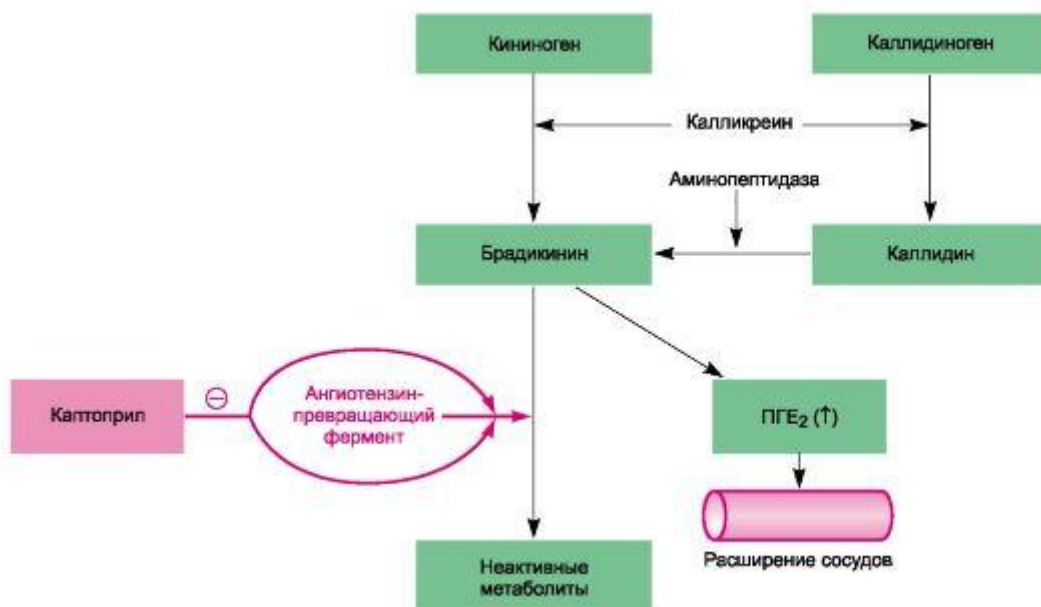 Кининоген
Каллидиноген
Калликреин
Аминопептидаза
Брадикинин
Каллидин
Каптоприл
⊖
Ангиотензин-
превращающий
фермент
ПГЕ₂ (↑)
Расширение сосудов
Неактивные
метаболиты